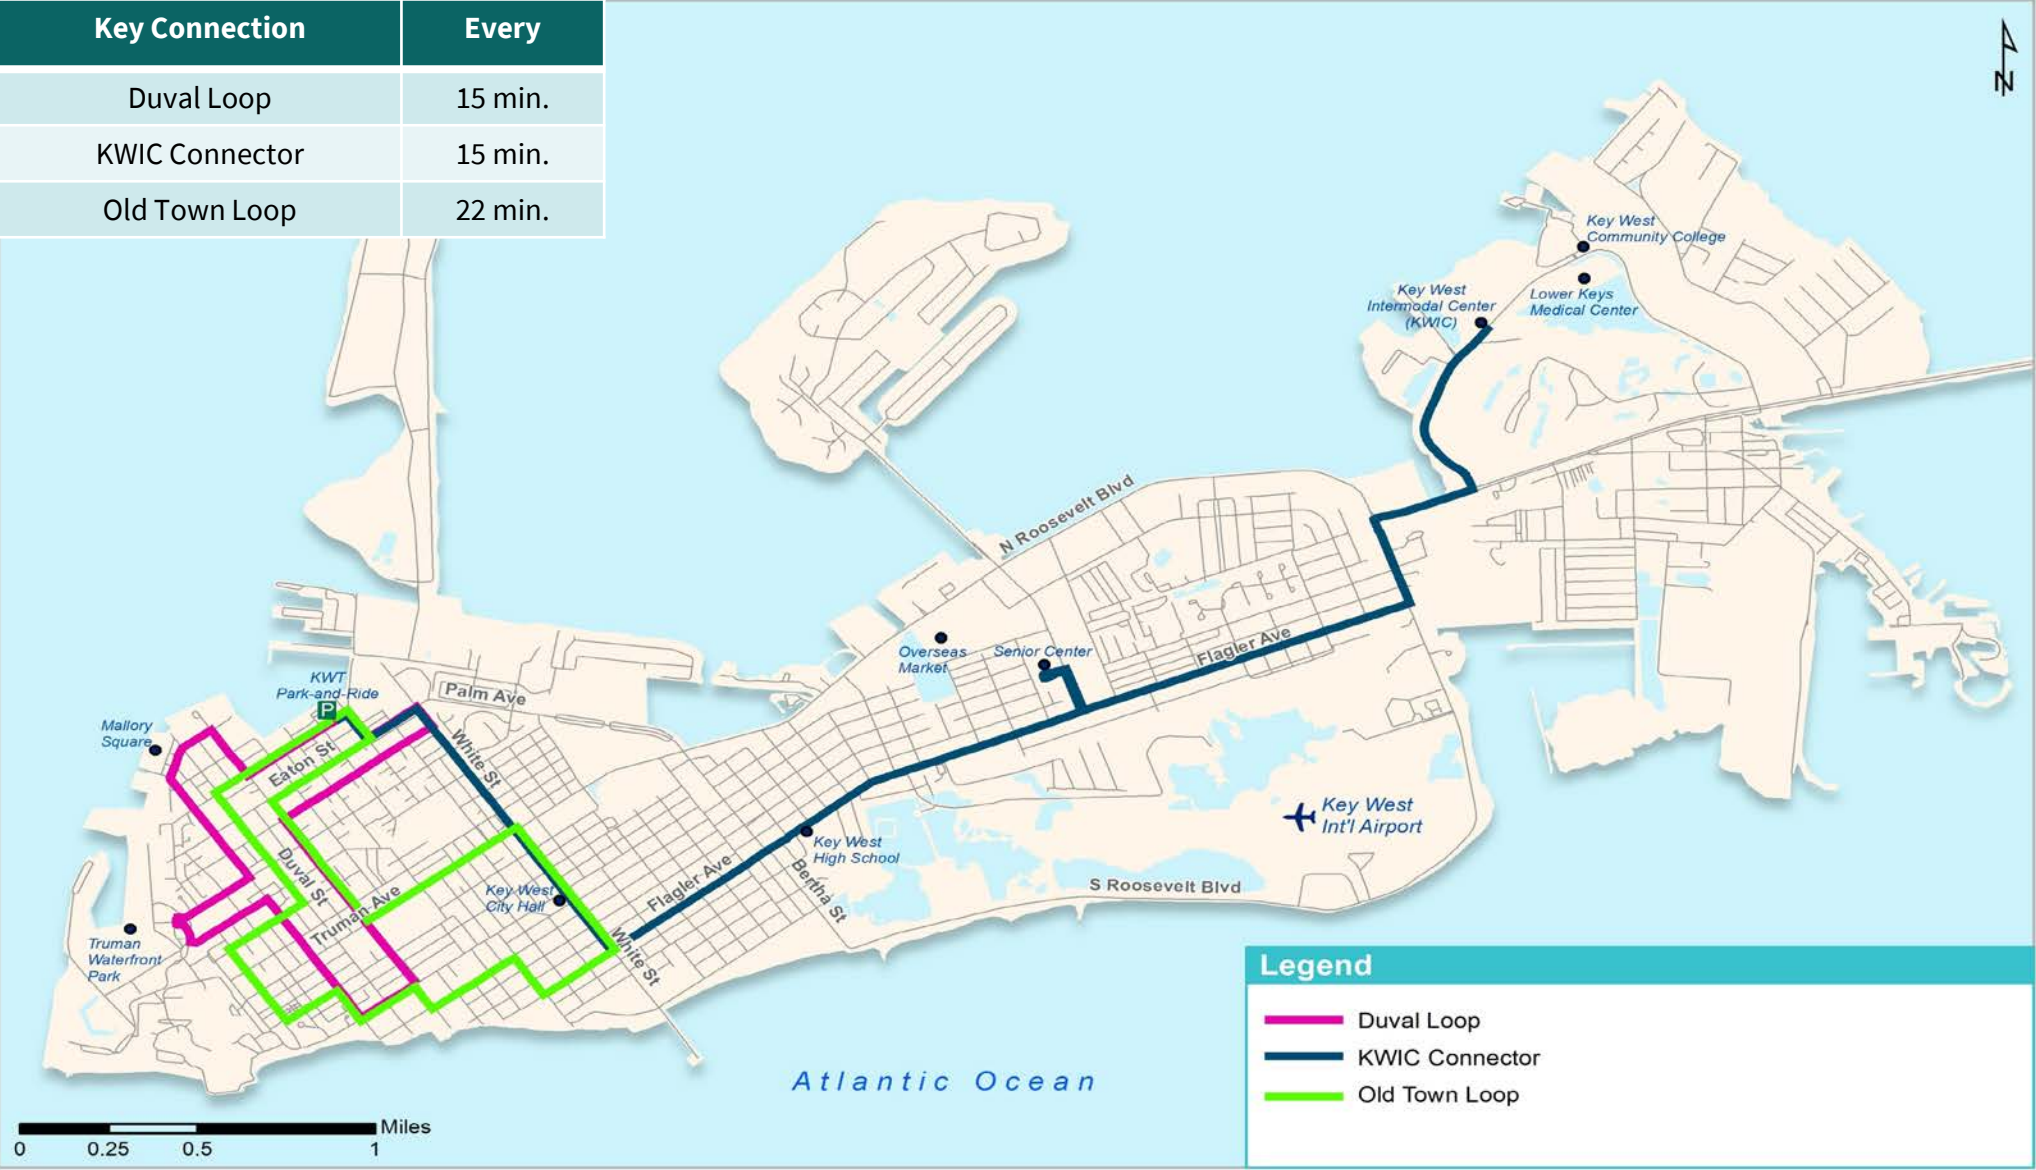 Key Connection Every
Duval Loop 15 min.
KWIC Connector 15 min.
Old Town Loop 22 min.
N
Key West
Community College
Key West
Intermodal Center
(KWIC)
Lower Keys
Medical Center
N Roosevelt Blvd
Overseas
Market
Senior Center
Flagler Ave
KWT
Park-and-Ride
P
Palm Ave
Mallory
Square
Eaton St
White St
Key West
Int'l Airport
Key West
High School
Duval St
Flagler Ave
Bertha St
S Roosevelt Blvd
Key West
City Hall
Truman Ave
Truman
Waterfront
Park
White St
Legend
Duval Loop
KWIC Connector
Old Town Loop
Atlantic Ocean
Miles
0 0.25 0.5 1